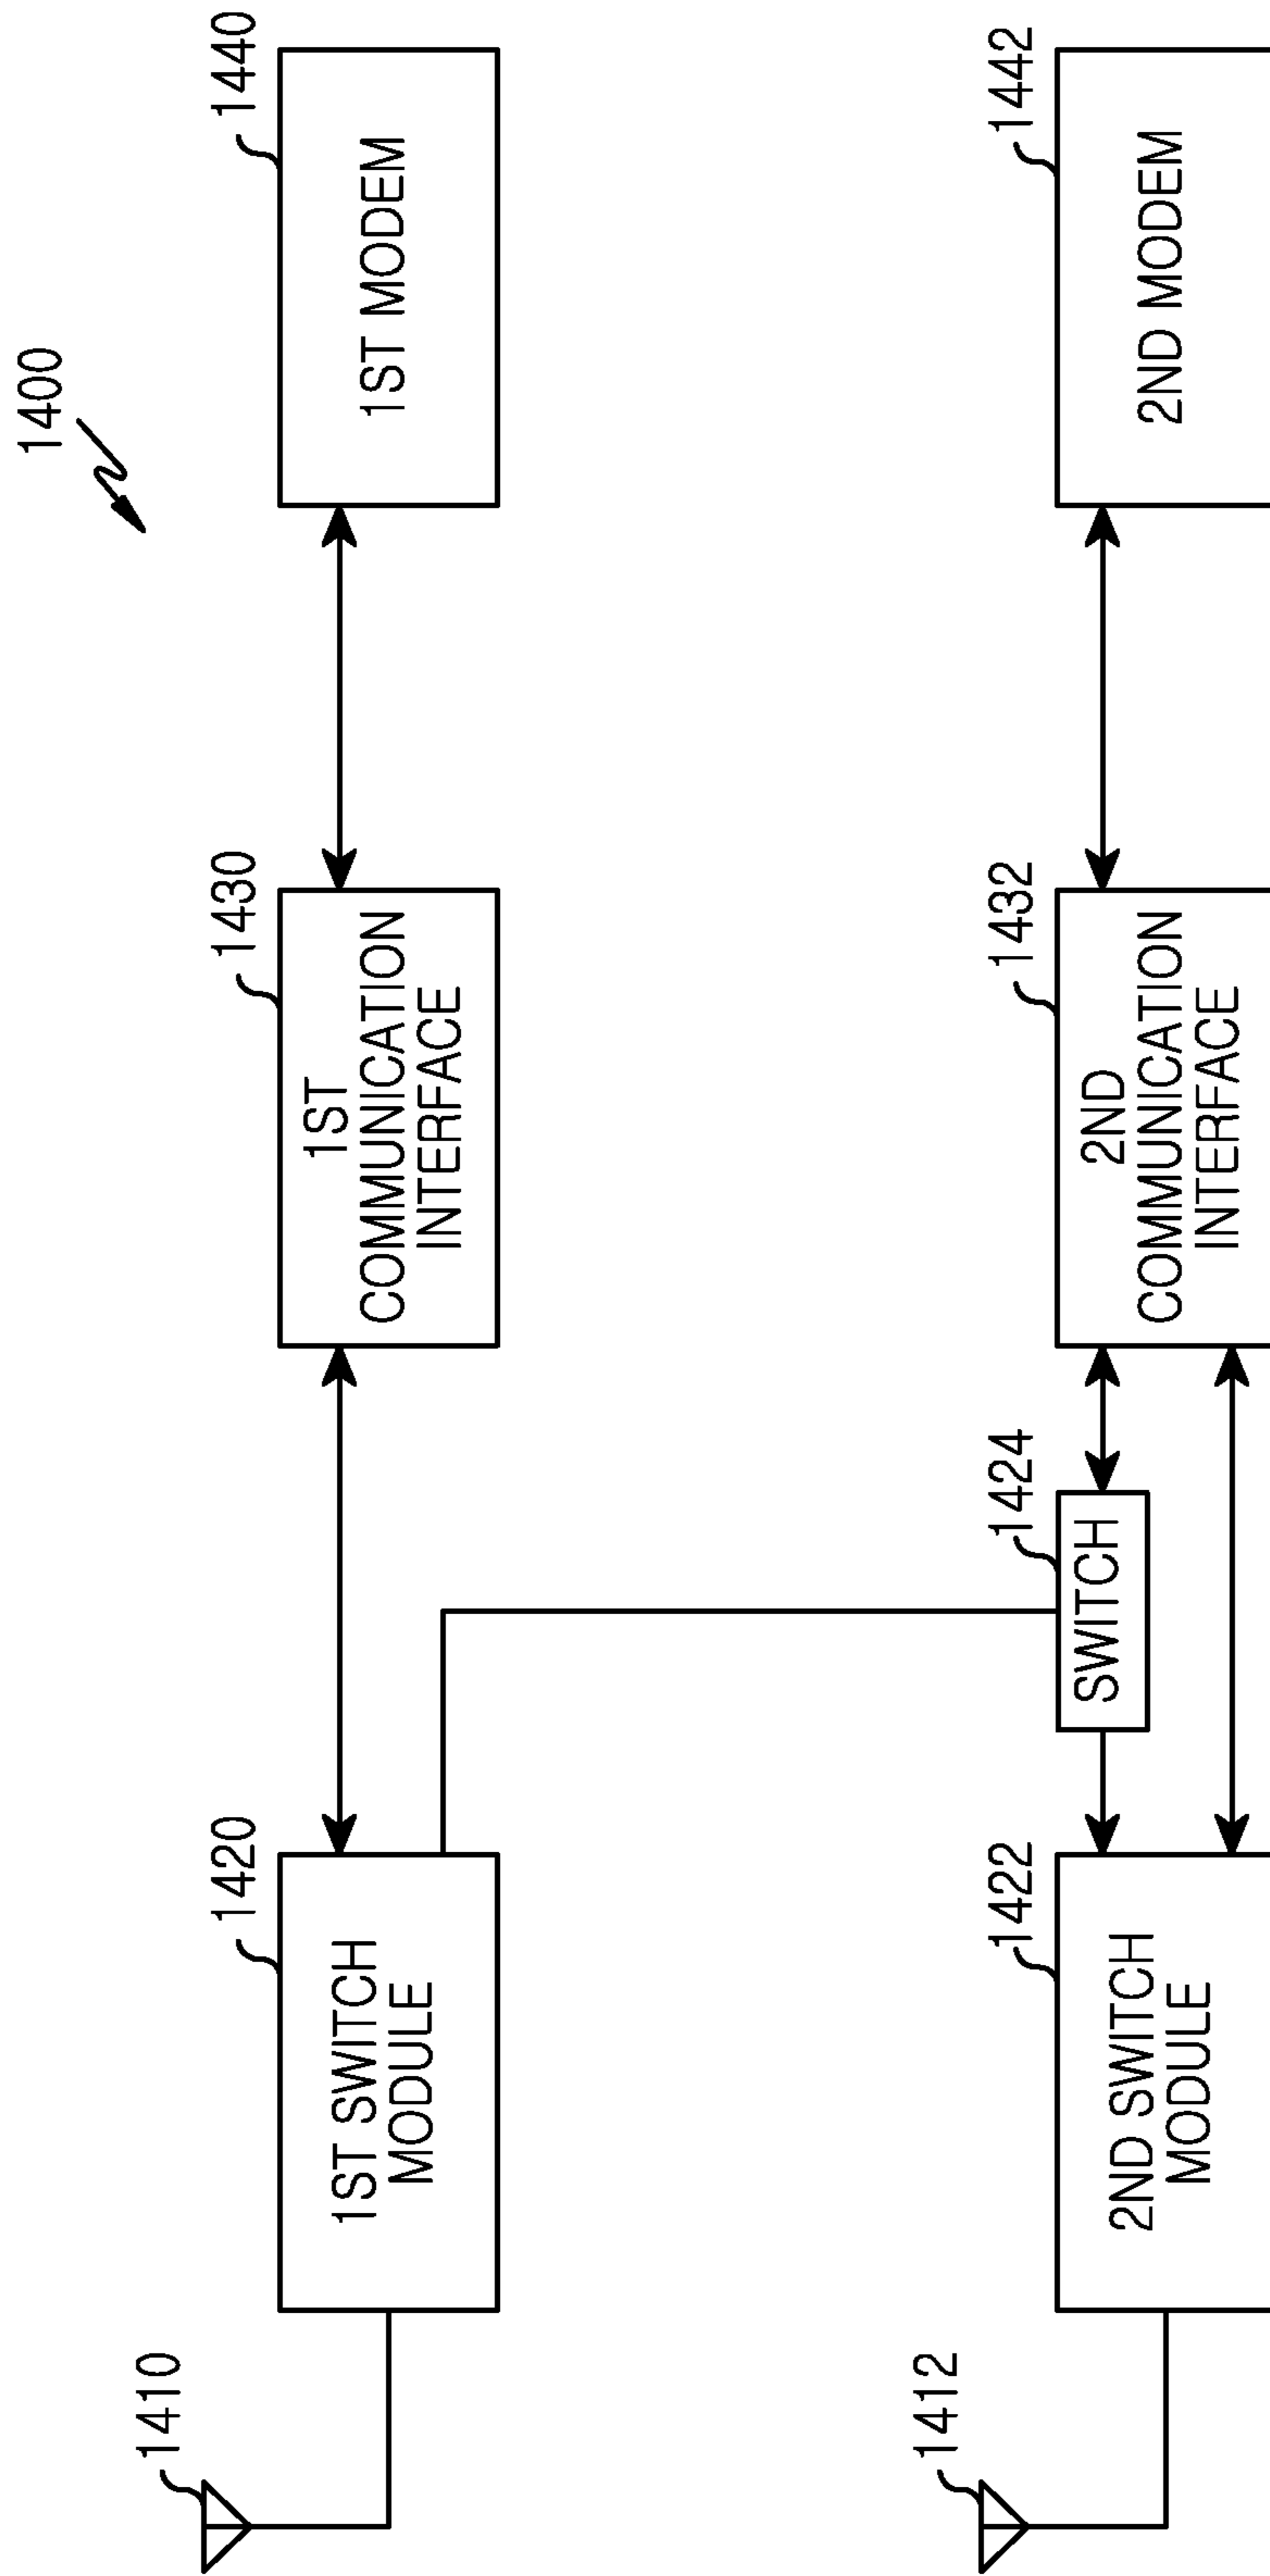 1400
1410
1420
1430
1440
1ST SWITCH
MODULE
1ST
COMMUNICATION
INTERFACE
1ST MODEM
1412
1422
1424
1432
1442
SWITCH
2ND SWITCH
MODULE
2ND
COMMUNICATION
INTERFACE
2ND MODEM